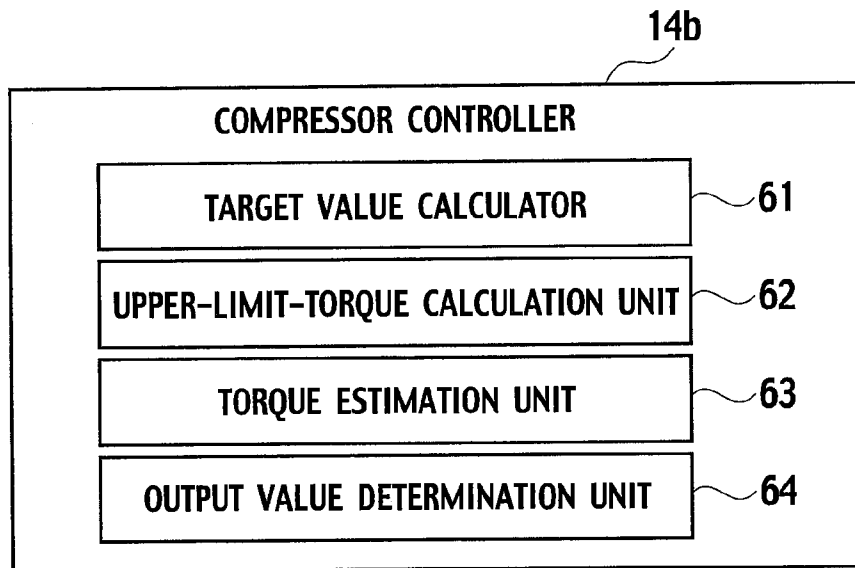 14b
COMPRESSOR CONTROLLER
TARGET VALUE CALCULATOR 61
UPPER-LIMIT-TORQUE CALCULATION UNIT 62
TORQUE ESTIMATION UNIT 63
OUTPUT VALUE DETERMINATION UNIT 64